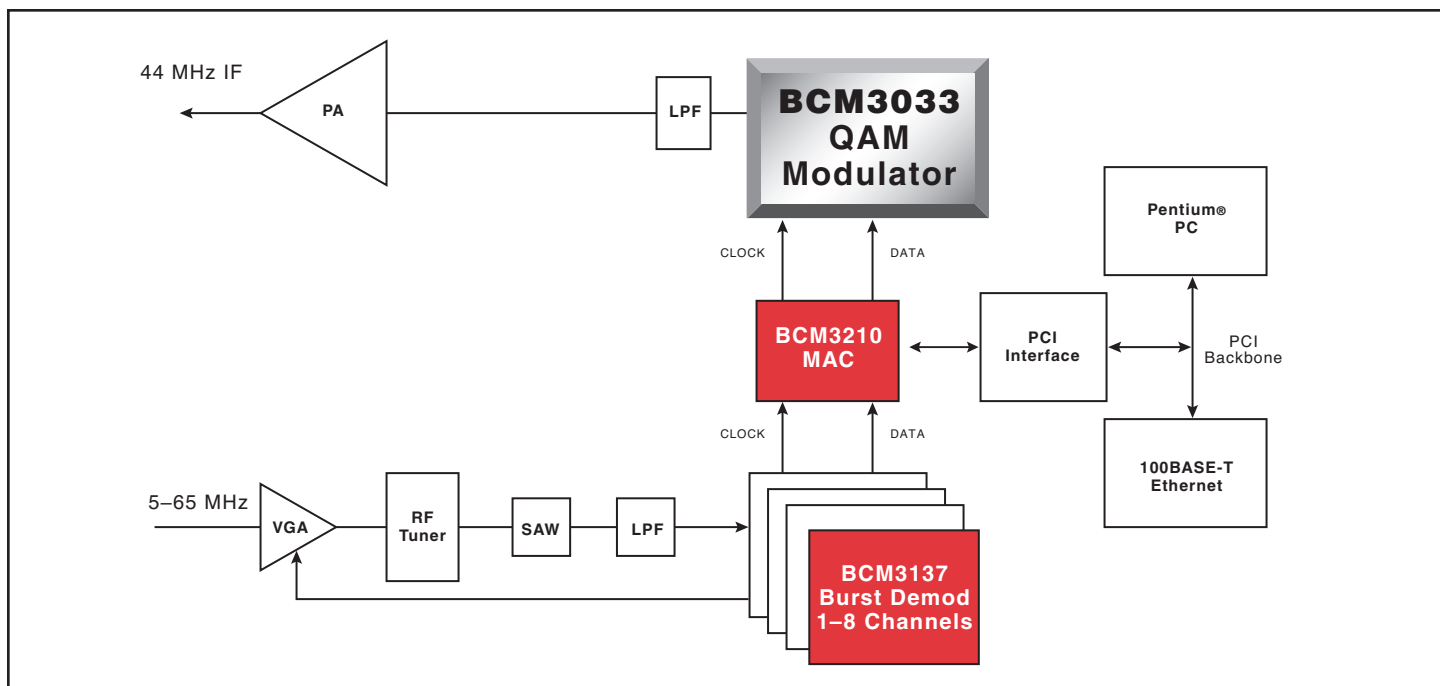 44 MHz IF
PA
LPF
BCM3033
QAM
Modulator
Pentium®
PC
CLOCK
DATA
BCM3210
MAC
PCI
Interface
PCI
Backbone
CLOCK
DATA
100BASE-T
Ethernet
5–65 MHz
VGA
RF
Tuner
SAW
LPF
BCM3137
Burst Demod
1–8 Channels